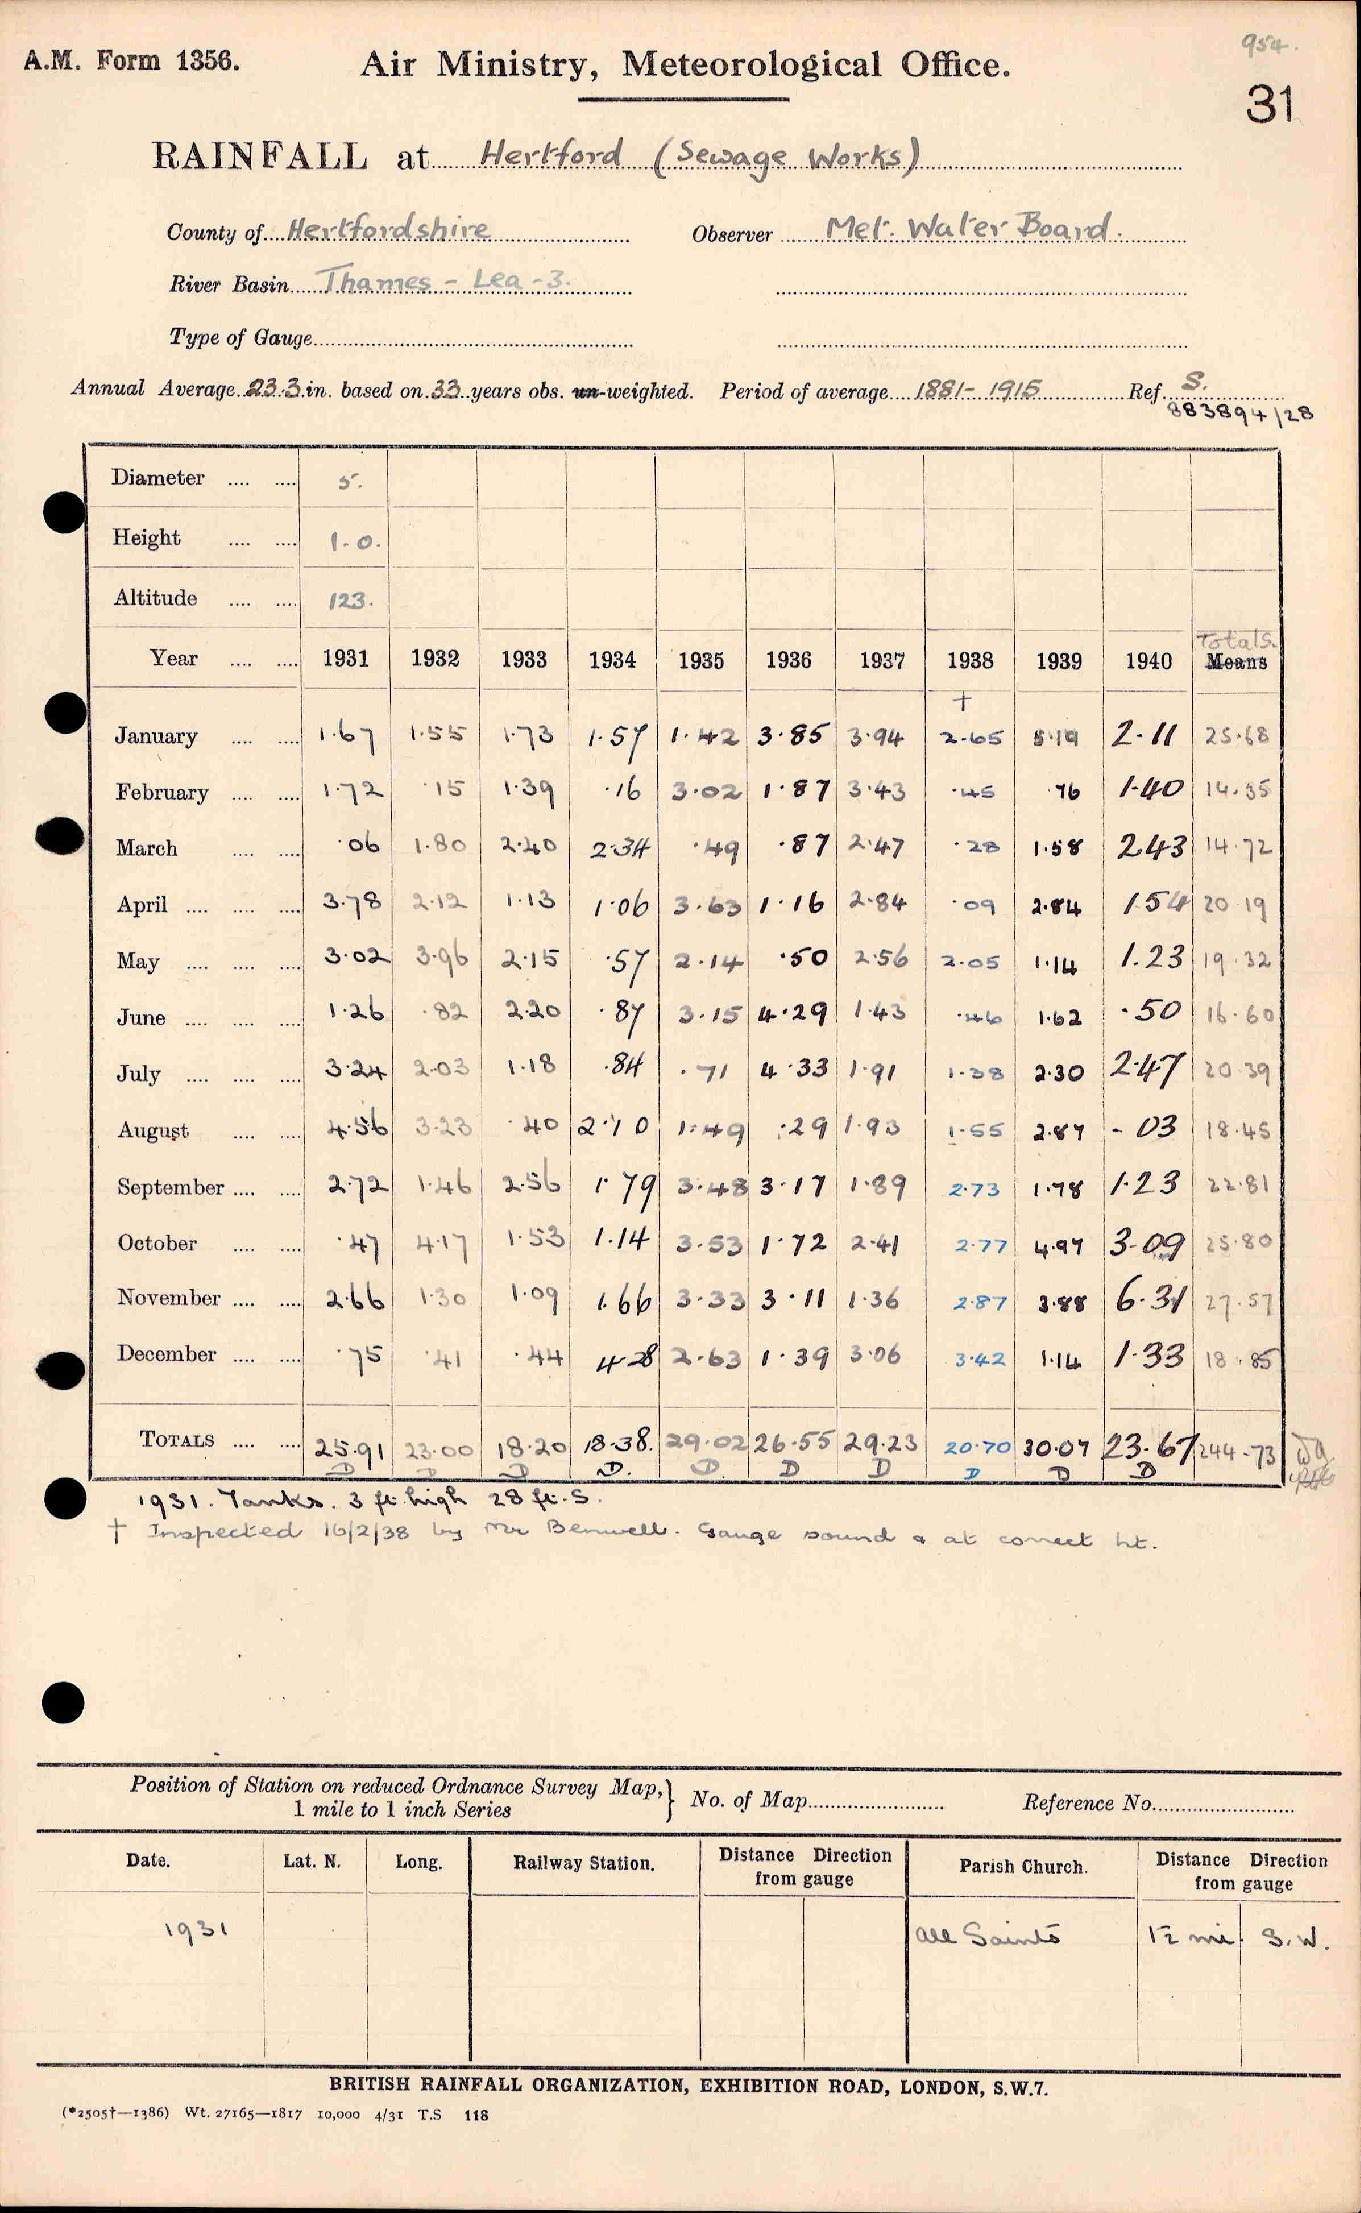 954.
A.M. Form 1356. Air Ministry, Meteorological Office.
31
RAINFALL at Hertford (Sewage Works)
County of Hertfordshire Observer Met. Water Board.
River Basin Thames - Lea - 3.
Type of Gauge
Annual Average 23.3 in. based on 33 years obs. un-weighted. Period of average 1881-1915 Ref. S.
883894/28
Diameter .... .... 5.
Height .... .... 1-0.
Altitude .... .... 123.
Totals
Year .... .... 1931 1932 1933 1934 1935 1936 1937 1938 1939 1940 Means
†
January .... .... 1.67 1.55 1.73 1.57 1.42 3.85 3.94 2.65 5.19 2.11 25.68
February .... .... 1.72 .15 1.39 .16 3.02 1.87 3.43 .45 .76 1.40 14.35
March .... .... .06 1.80 2.40 2.34 .49 .87 2.47 .28 1.58 2.43 14.72
April .... .... .... 3.78 2.12 1.13 1.06 3.63 1.16 2.84 .09 2.84 1.54 20.19
May .... .... .... 3.02 3.96 2.15 .57 2.14 .50 2.56 2.05 1.14 1.23 19.32
June .... .... .... 1.26 .82 2.20 .87 3.15 4.29 1.43 .46 1.62 .50 16.60
July .... .... .... 3.24 2.03 1.18 .84 .71 4.33 1.91 1.38 2.30 2.47 20.39
August .... .... 4.56 3.23 .40 2.10 1.49 .29 1.93 1.55 2.87 .03 18.45
September .... .... 2.72 1.46 2.56 1.79 3.48 3.17 1.89 2.73 1.78 1.23 22.81
October .... .... .47 4.17 1.53 1.14 3.53 1.72 2.41 2.77 4.97 3.09 25.80
November .... .... 2.66 1.30 1.09 1.66 3.33 3.11 1.36 2.87 3.88 6.31 27.57
December .... .... .75 .41 .44 4.28 2.63 1.39 3.06 3.42 1.14 1.33 18.85
TOTALS .... .... 25.91 23.00 18.20 18.38. 29.02 26.55 29.23 20.70 30.07 23.67 244.73
D D D D. D D D D D D
1931. Tanks. 3 ft. high 28 ft. S.
† Inspected 16/2/38 by Mr Benwell. Gauge sound & at correct ht.
Position of Station on reduced Ordnance Survey Map, } No. of Map Reference No.
1 mile to 1 inch Series
Date. Lat. N. Long. Railway Station. Distance Direction from gauge Parish Church. Distance Direction from gauge
1931 All Saints 1½ mi S.W.
BRITISH RAINFALL ORGANIZATION, EXHIBITION ROAD, LONDON, S.W.7.
(*2505†—1386) Wt. 27165—1817 10,000 4/31 T.S 118